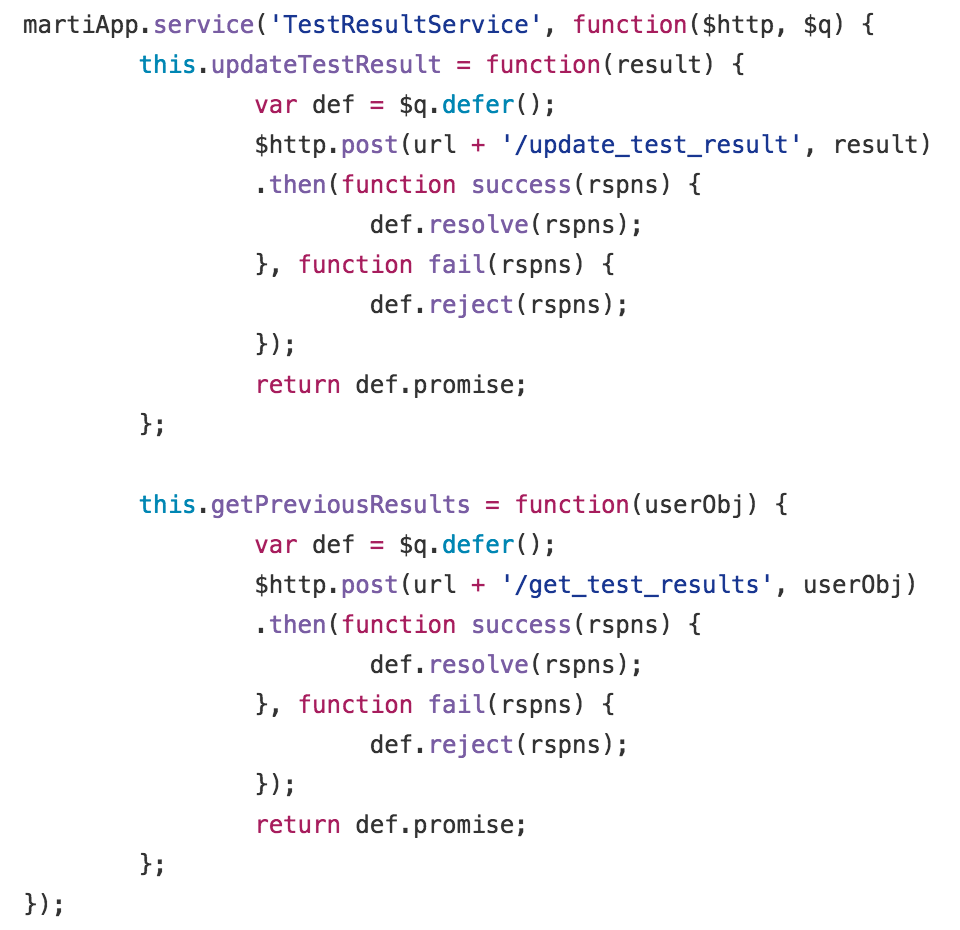 martiApp.service('TestResultService', function($http, $q) {
        this.updateTestResult = function(result) {
                var def = $q.defer();
                $http.post(url + '/update_test_result', result)
                .then(function success(rspns) {
                        def.resolve(rspns);
                }, function fail(rspns) {
                        def.reject(rspns);
                });
                return def.promise;
        };

        this.getPreviousResults = function(userObj) {
                var def = $q.defer();
                $http.post(url + '/get_test_results', userObj)
                .then(function success(rspns) {
                        def.resolve(rspns);
                }, function fail(rspns) {
                        def.reject(rspns);
                });
                return def.promise;
        };
});